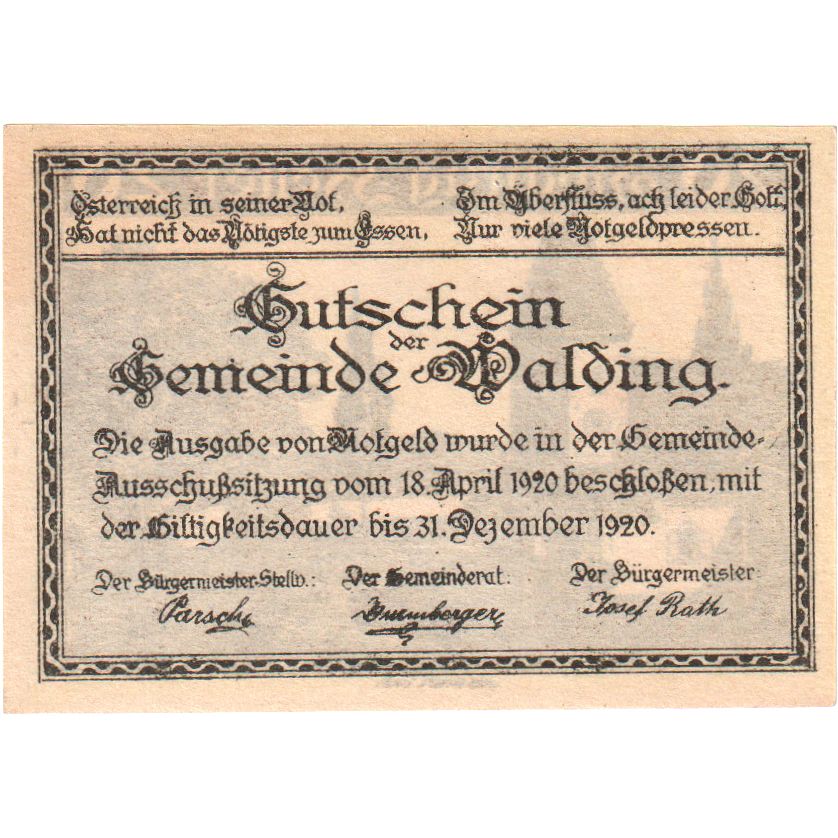 Österreich in seiner Not,
Hat nicht das Nötigste zum Essen,
Im Überfluss, ach leider Gott,
Nur viele Notgeldpressen.
Gutschein
der
Gemeinde Walding.
Die Ausgabe von Notgeld wurde in der Gemeinde-
Ausschußsitzung vom 18. April 1920 beschloßen, mit
der Giltigkeitsdauer bis 31. Dezember 1920.
Der Bürgermeister-Stellv.: Der Gemeinderat: Der Bürgermeister:
Parsch Josef Rath